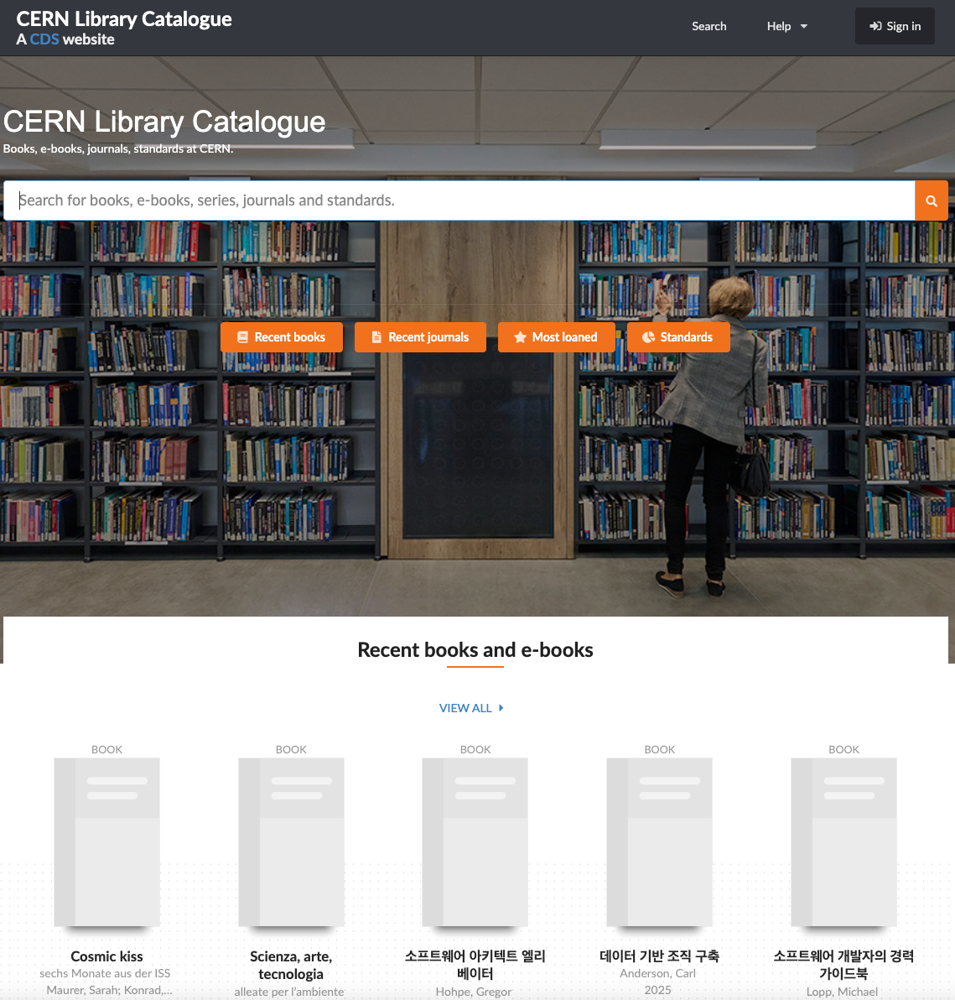 CERN Library Catalogue
A CDS website
Search
Help
Sign in
CERN Library Catalogue
Books, e-books, journals, standards at CERN.
Search for books, e-books, series, journals and standards.
Recent books
Recent journals
Most loaned
Standards
Recent books and e-books
VIEW ALL
BOOK
BOOK
BOOK
BOOK
BOOK
Cosmic kiss
sechs Monate aus der ISS
Maurer, Sarah; Konrad,...
Scienza, arte,
tecnologia
alleate per l'ambiente
소프트웨어 아키텍트 엘리
베이터
Hohpe, Gregor
데이터 기반 조직 구축
Anderson, Carl
2025
소프트웨어 개발자의 경력
가이드북
Lopp, Michael